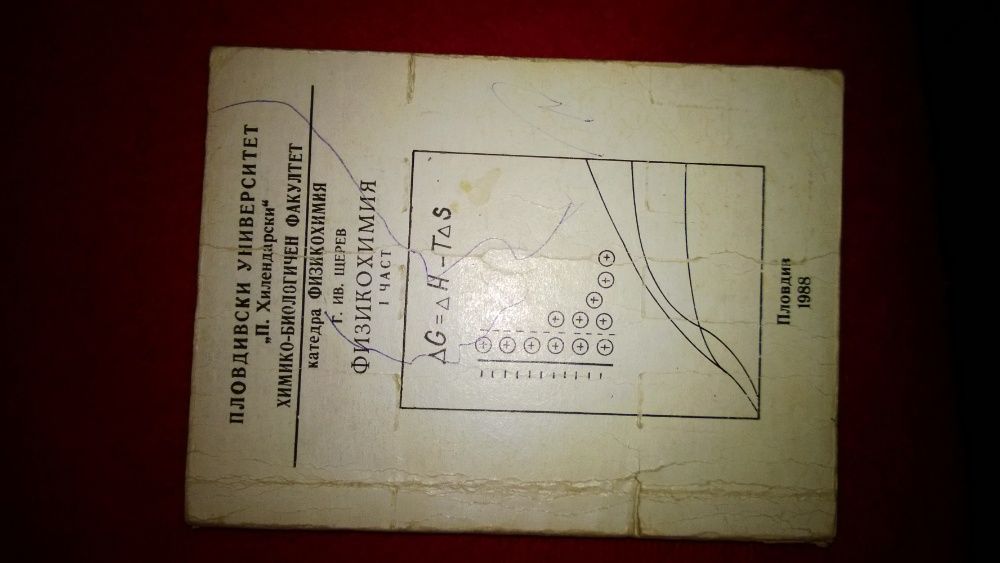 ПЛОВДИВСКИ УНИВЕРСИТЕТ
„П. Хилендарски“
ХИМИКО-БИОЛОГИЧЕН ФАКУЛТЕТ
катедра ФИЗИКОХИМИЯ
Г. ИВ. ШЕРЕВ
ФИЗИКОХИМИЯ
I ЧАСТ
ΔG = ΔH - TΔS
Пловдив
1988